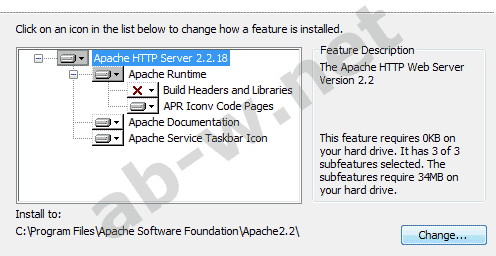 Click on an icon in the list below to change how a feature is installed.
Apache HTTP Server 2.2.18
Apache Runtime
Build Headers and Libraries
APR Iconv Code Pages
Apache Documentation
Apache Service Taskbar Icon
Feature Description
The Apache HTTP Web Server
Version 2.2
This feature requires 0KB on
your hard drive. It has 3 of 3
subfeatures selected. The
subfeatures require 34MB on
your hard drive.
Install to:
C:\Program Files\Apache Software Foundation\Apache2.2\
Change...
ab-w.net